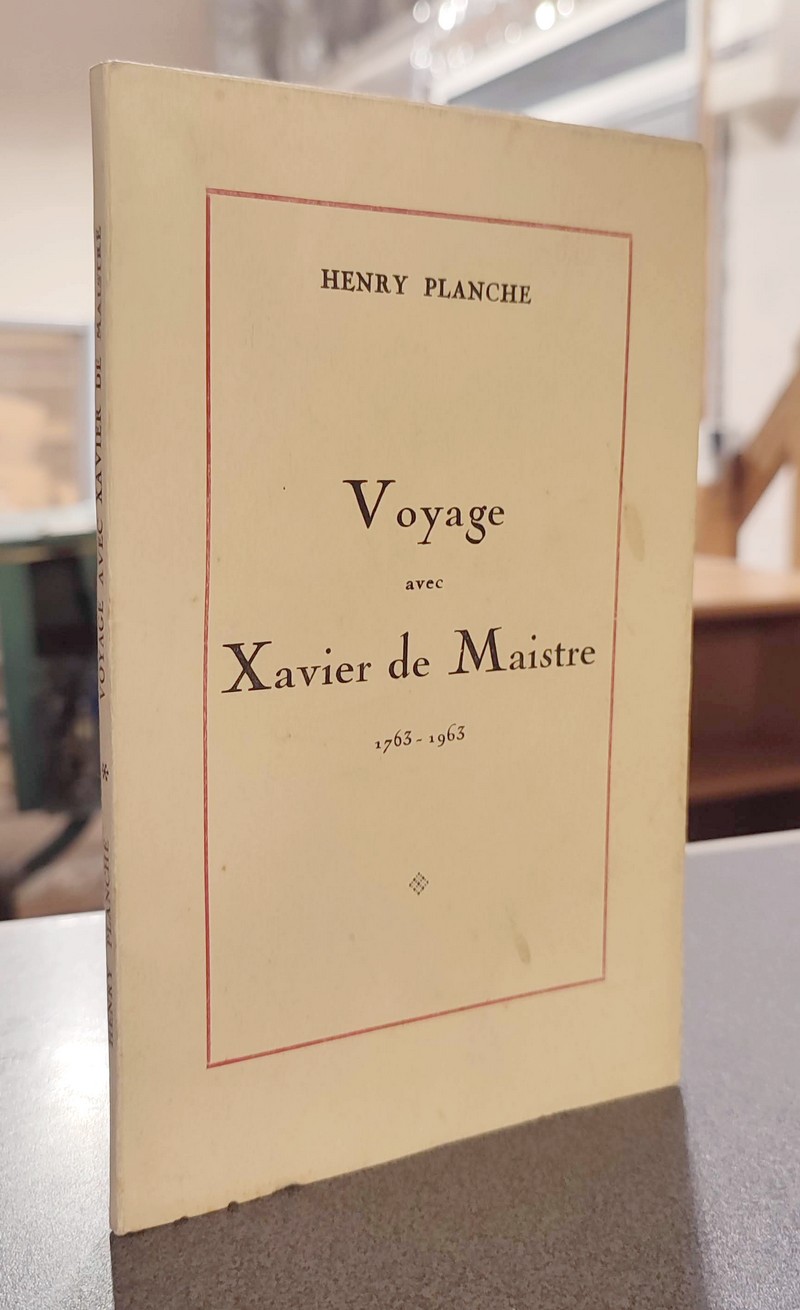 HENRY PLANCHE
Voyage
avec
Xavier de Maistre
1763-1963
HENRY PLANCHE * VOYAGE AVEC XAVIER DE MAISTRE